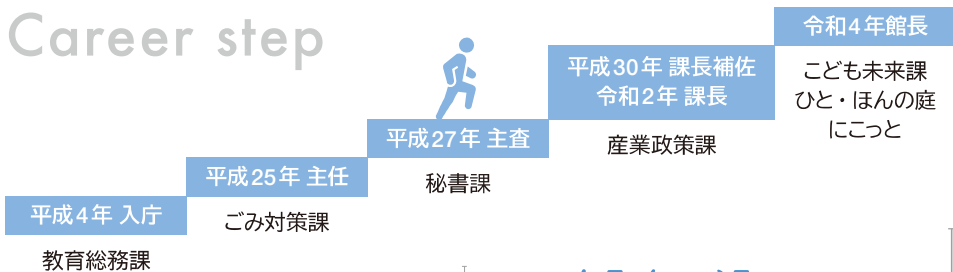 Career step
平成4年 入庁
教育総務課
平成25年 主任
ごみ対策課
平成27年 主査
秘書課
平成30年 課長補佐
令和2年 課長
産業政策課
令和4年館長
こども未来課
ひと・ほんの庭
にこっと